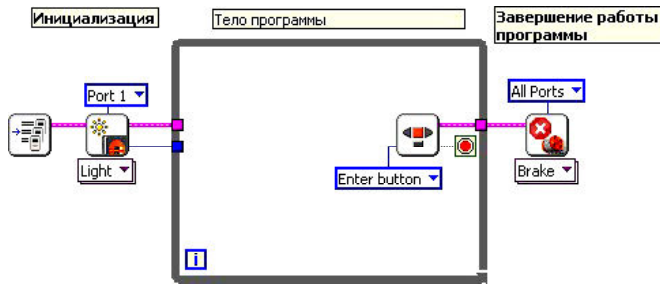 Инициализация
Тело программы
Завершение работы
программы
Port 1
All Ports
Light
Enter button
Brake
i